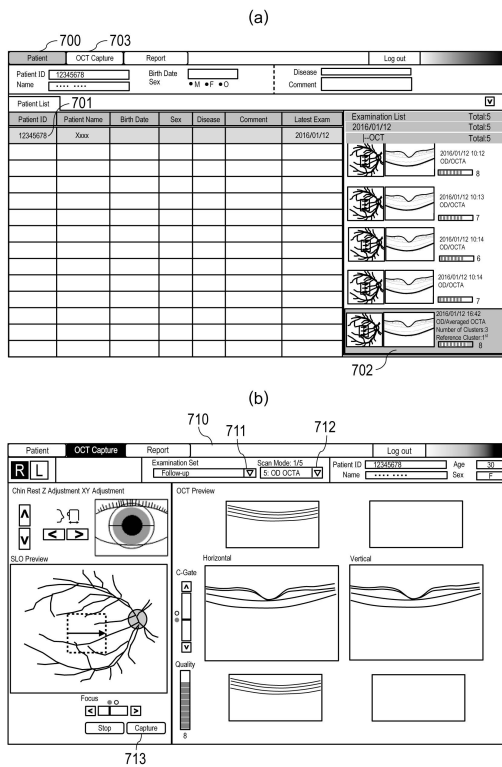 (a)
700
703
Patient
OCT Capture
Report
Log out
Patient ID
12345678
Birth Date
Disease
Name
•••• ••••
Sex
•M •F •O
Comment
Patient List
701
V
Patient ID
Patient Name
Birth Date
Sex
Disease
Comment
Latest Exam
12345678
Xxxx
2016/01/12
Examination List Total:5
2016/01/12 Total:5
|--OCT Total:5
2016/01/12 10:12
OD/OCTA
8
2016/01/12 10:13
OD/OCTA
7
2016/01/12 10:14
OD/OCTA
6
2016/01/12 10:14
OD/OCTA
7
2016/01/12 16:42
OD/Averaged OCTA
Number of Clusters:3
Reference Cluster:1st
8
702
(b)
710
711
712
Patient
OCT Capture
Report
Log out
R L
Examination Set
Follow-up
Scan Mode: 1/5
5: OD OCTA
Patient ID
12345678
Age
30
Name
•••• ••••
Sex
F
Chin Rest Z Adjustment XY Adjustment
OCT Preview
SLO Preview
Horizontal
Vertical
C-Gate
Quality
8
Focus
Stop
Capture
713